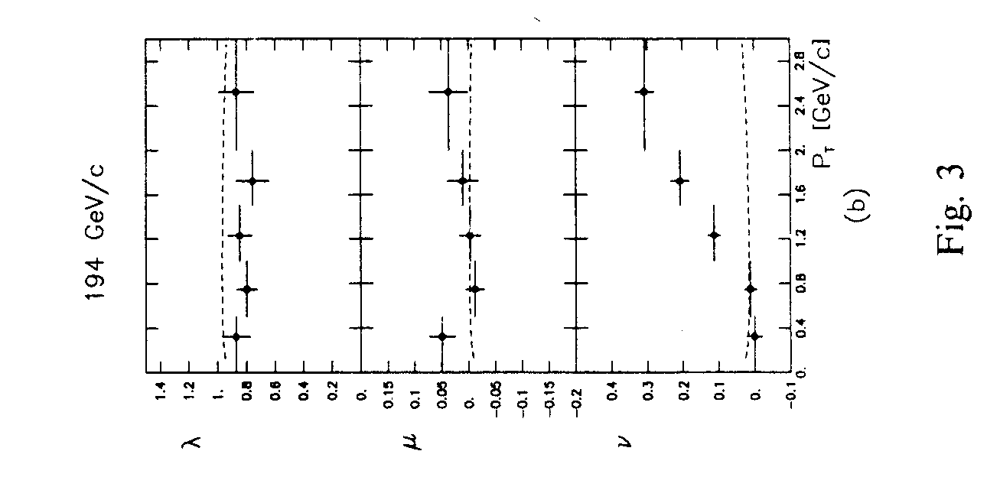 194 GeV/c
λ
1.4
1.2
1.
0.8
0.6
0.4
0.2
0.
μ
0.15
0.1
0.05
0.
-0.05
-0.1
-0.15
-0.2
ν
0.4
0.3
0.2
0.1
0.
-0.1
0. 0.4 0.8 1.2 1.6 2. 2.4 2.8
P_T [GeV/c]
(b)
Fig. 3